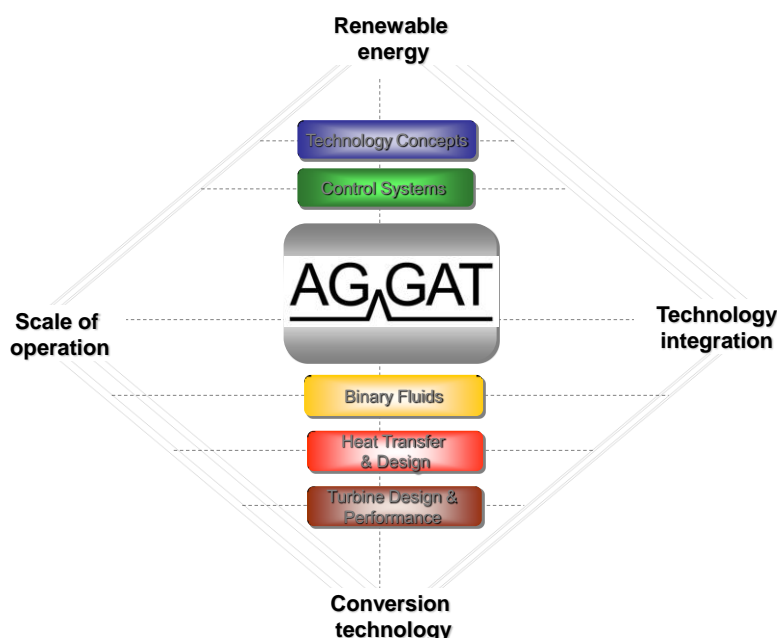 Renewable
energy
Technology Concepts
Control Systems
AGGAT
Scale of
operation
Technology
integration
Binary Fluids
Heat Transfer
& Design
Turbine Design &
Performance
Conversion
technology